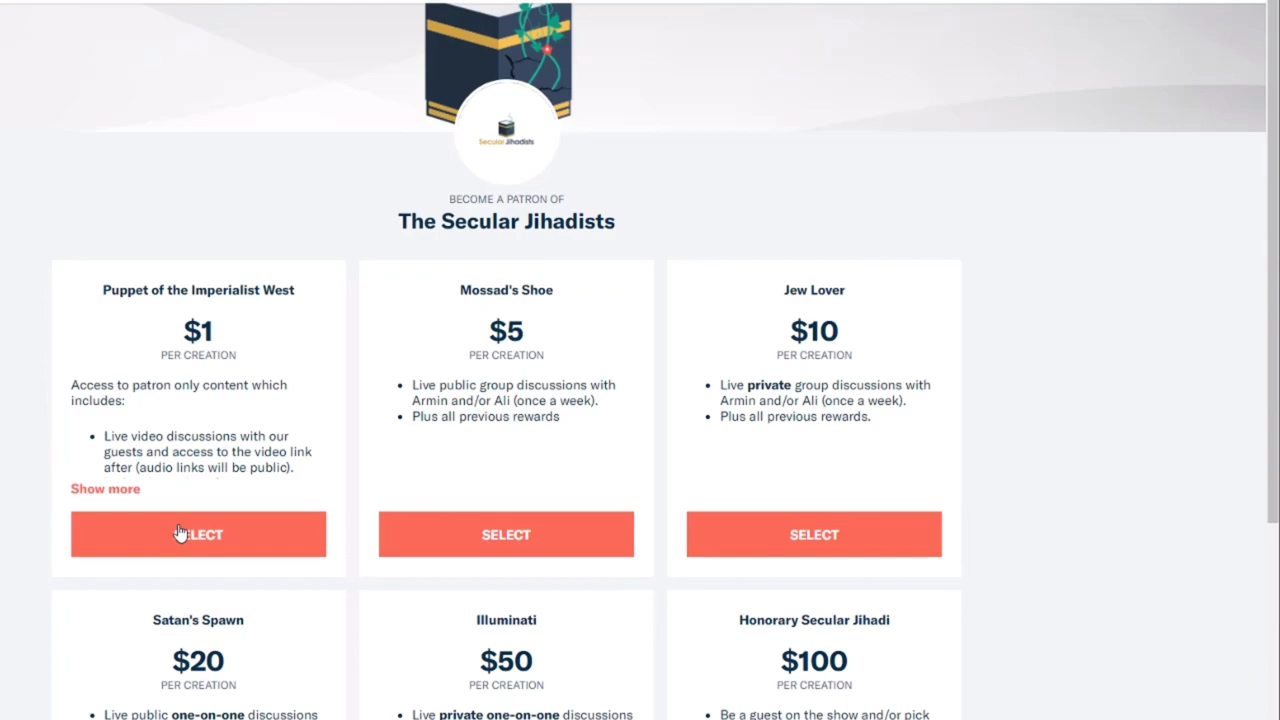 Secular Jihadists
BECOME A PATRON OF
The Secular Jihadists
Puppet of the Imperialist West
$1
PER CREATION
Access to patron only content which
includes:
• Live video discussions with our
guests and access to the video link
after (audio links will be public).
Show more
Mossad's Shoe
$5
PER CREATION
• Live public group discussions with
Armin and/or Ali (once a week).
• Plus all previous rewards
SELECT
Jew Lover
$10
PER CREATION
• Live private group discussions with
Armin and/or Ali (once a week).
• Plus all previous rewards.
SELECT
Satan's Spawn
$20
PER CREATION
• Live public one-on-one discussions
Illuminati
$50
PER CREATION
• Live private one-on-one discussions
Honorary Secular Jihadi
$100
PER CREATION
• Be a guest on the show and/or pick